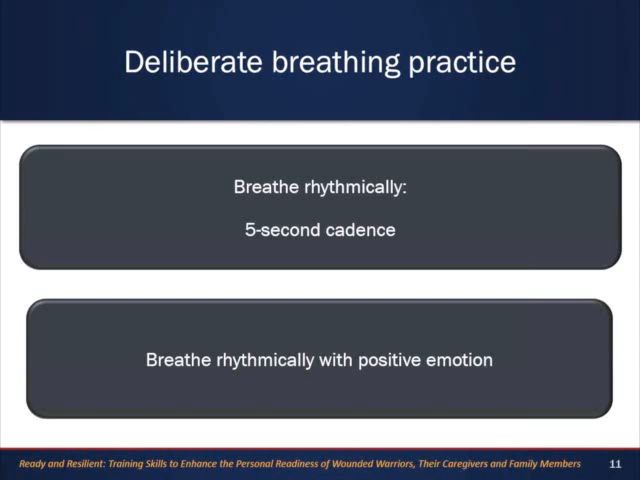 Deliberate breathing practice
Breathe rhythmically:
5-second cadence
Breathe rhythmically with positive emotion
Ready and Resilient: Training Skills to Enhance the Personal Readiness of Wounded Warriors, Their Caregivers and Family Members
11